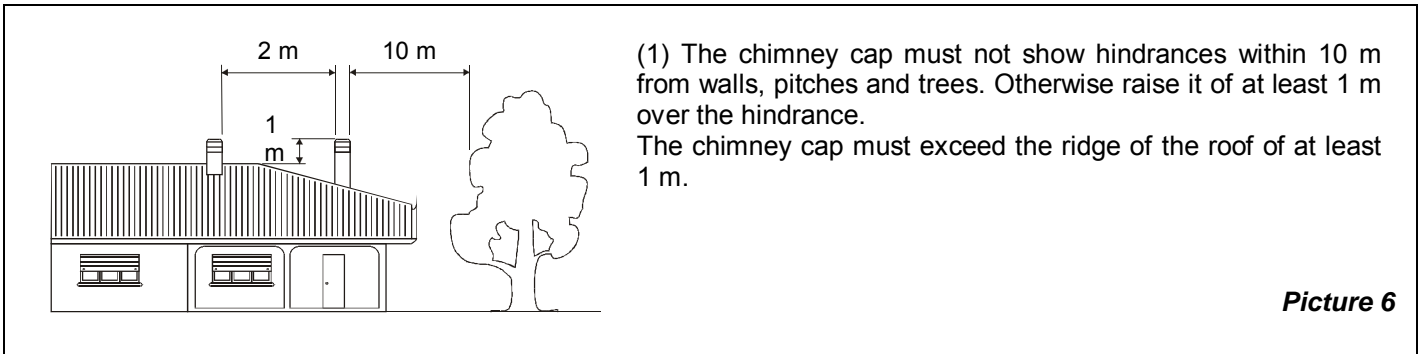 2 m
10 m
1
m
(1) The chimney cap must not show hindrances within 10 m
from walls, pitches and trees. Otherwise raise it of at least 1 m
over the hindrance.
The chimney cap must exceed the ridge of the roof of at least
1 m.
Picture 6